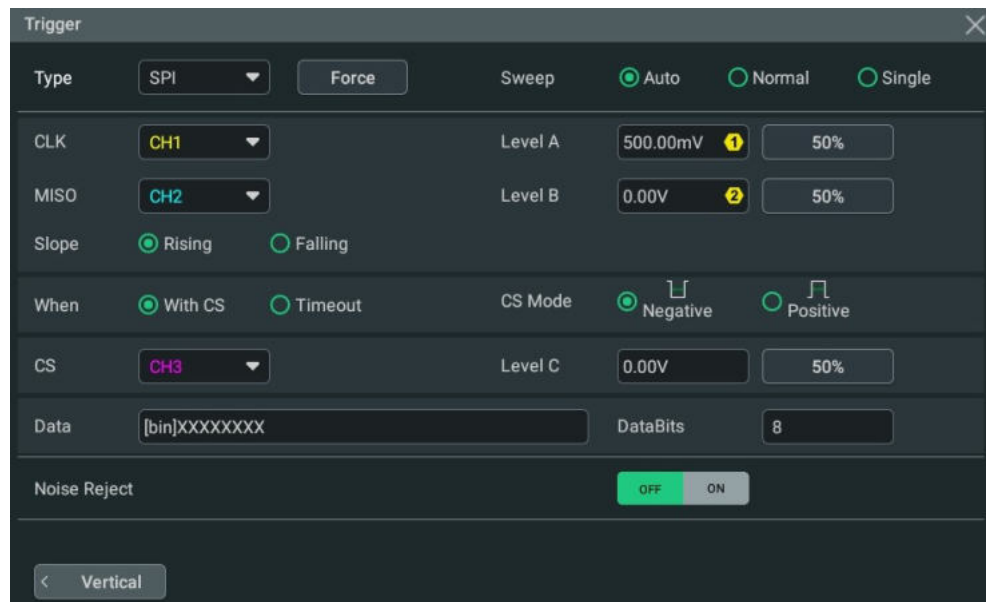 Trigger
Type SPI Force Sweep Auto Normal Single
CLK CH1 Level A 500.00mV 1 50%
MISO CH2 Level B 0.00V 2 50%
Slope Rising Falling
When With CS Timeout CS Mode Negative Positive
CS CH3 Level C 0.00V 50%
Data [bin]XXXXXXXX DataBits 8
Noise Reject OFF ON
< Vertical